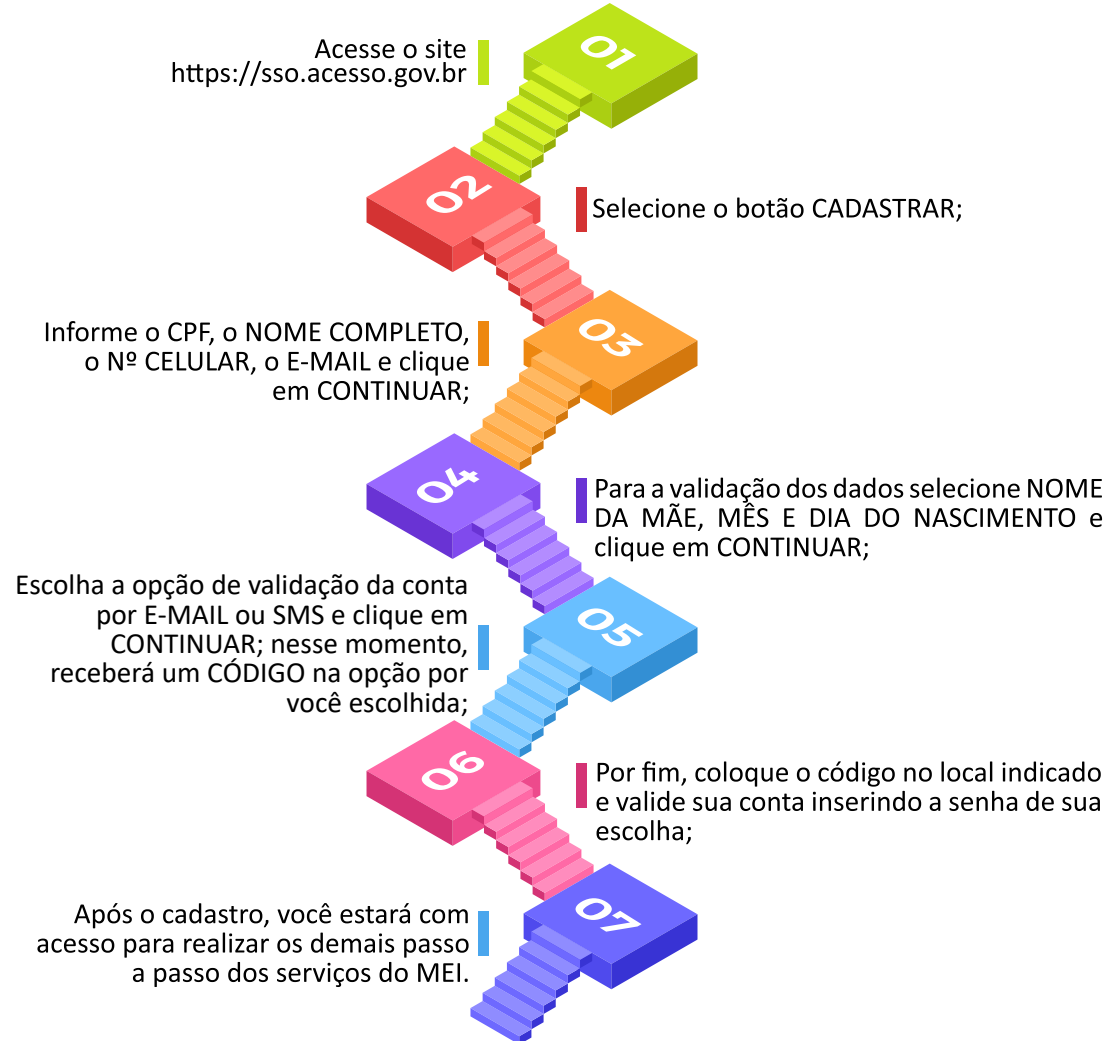 01
Acesse o site
https://sso.acesso.gov.br
02
Selecione o botão CADASTRAR;
03
Informe o CPF, o NOME COMPLETO,
o Nº CELULAR, o E-MAIL e clique
em CONTINUAR;
04
Para a validação dos dados selecione NOME
DA MÃE, MÊS E DIA DO NASCIMENTO e
clique em CONTINUAR;
05
Escolha a opção de validação da conta
por E-MAIL ou SMS e clique em
CONTINUAR; nesse momento,
receberá um CÓDIGO na opção por
você escolhida;
06
Por fim, coloque o código no local indicado
e valide sua conta inserindo a senha de sua
escolha;
07
Após o cadastro, você estará com
acesso para realizar os demais passo
a passo dos serviços do MEI.